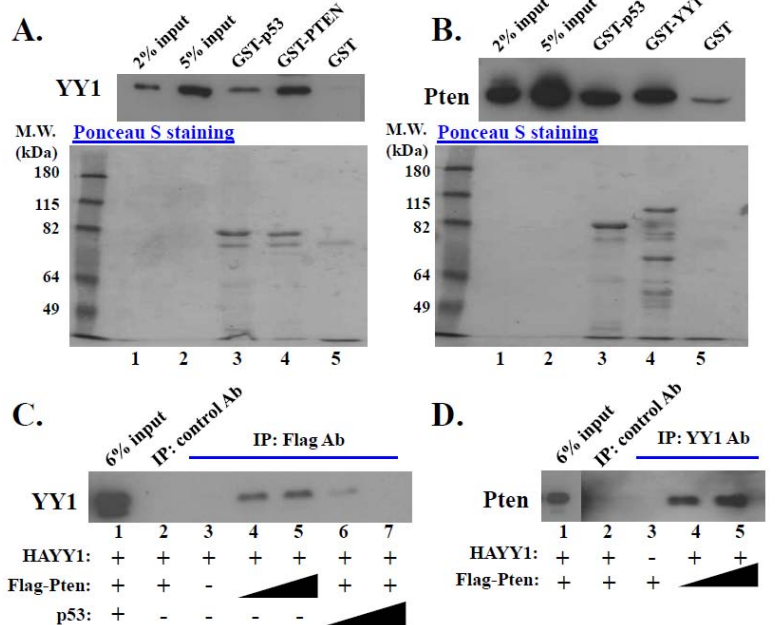 A.
2% input 5% input GST-p53 GST-PTEN GST
YY1
M.W. (kDa)
Ponceau S staining
180
115
82
64
49
1 2 3 4 5
B.
2% input 5% input GST-p53 GST-YY1 GST
Pten
M.W. (kDa)
Ponceau S staining
180
115
82
64
49
1 2 3 4 5
C.
6% input IP: control Ab IP: Flag Ab
YY1
1 2 3 4 5 6 7
HAYY1: + + + + + + +
Flag-Pten: + + - + +
p53: + - - - -
D.
6% input IP: control Ab IP: YY1 Ab
Pten
1 2 3 4 5
HAYY1: + + - + +
Flag-Pten: + + +